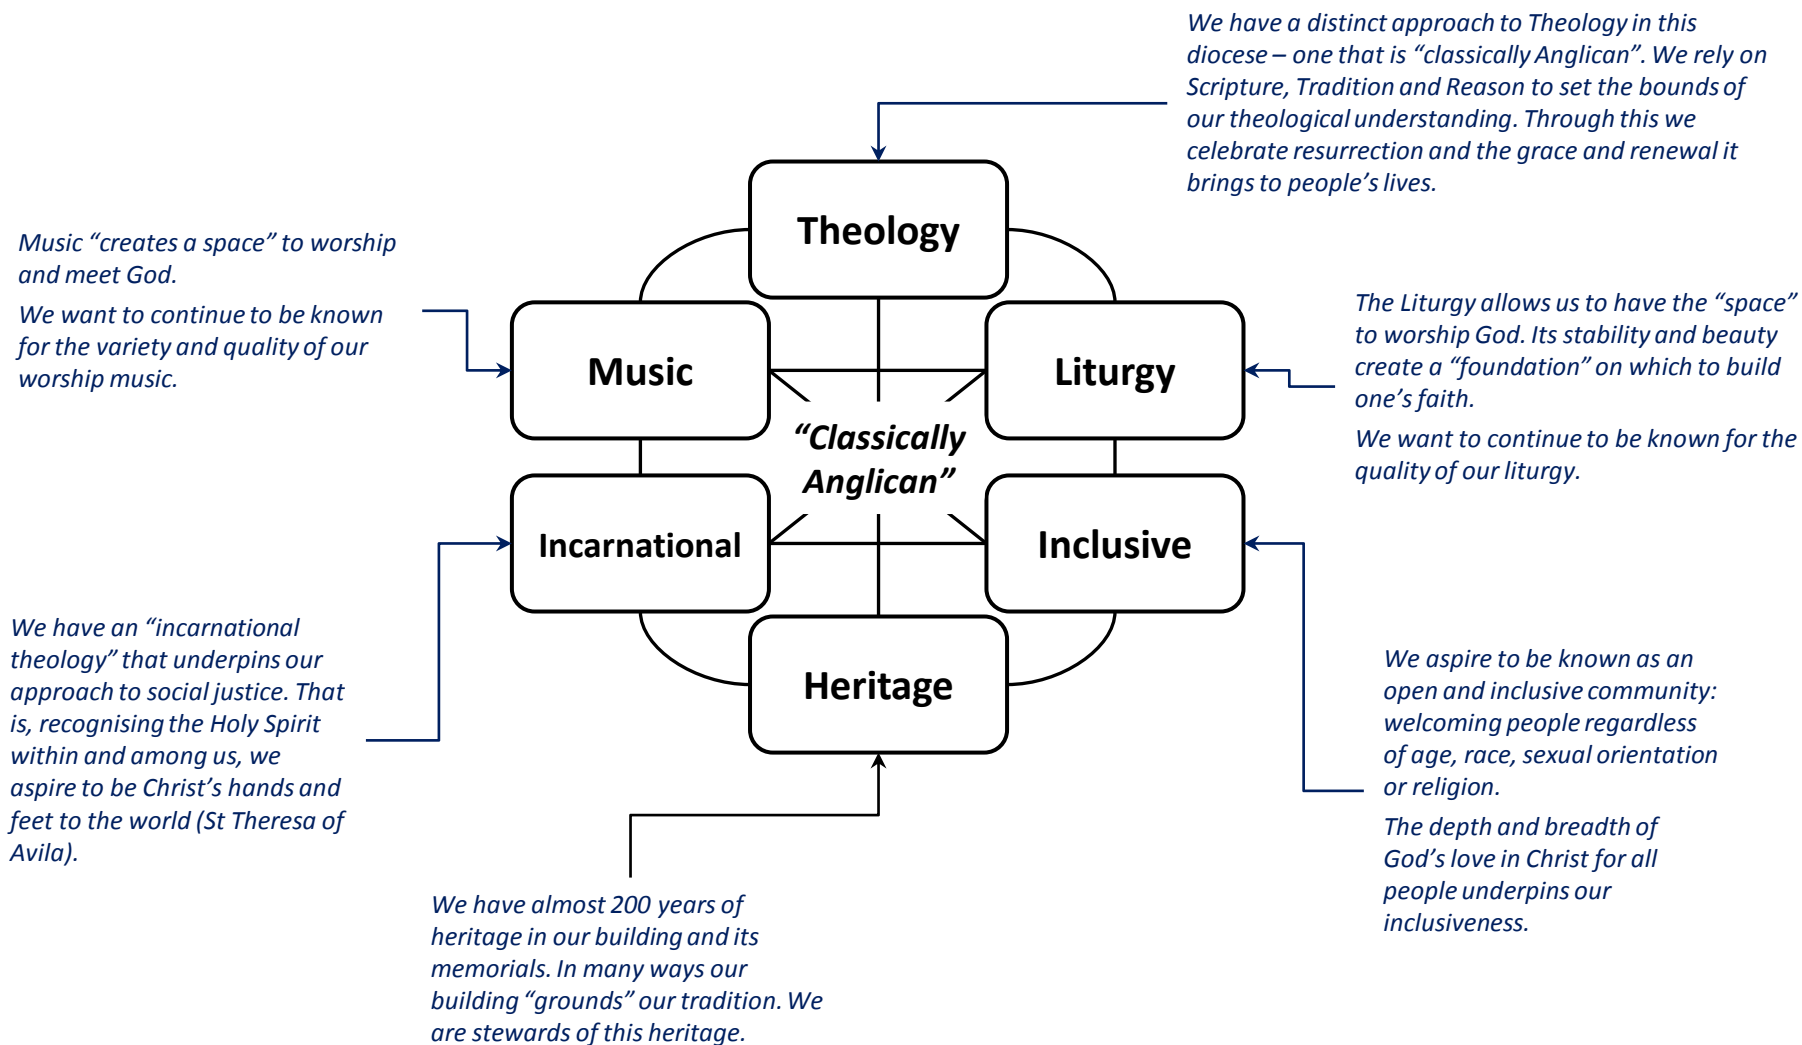 We have a distinct approach to Theology in this
diocese – one that is “classically Anglican”. We rely on
Scripture, Tradition and Reason to set the bounds of
our theological understanding. Through this we
celebrate resurrection and the grace and renewal it
brings to people’s lives.
Theology
Music “creates a space” to worship
and meet God.
We want to continue to be known
for the variety and quality of our
worship music.
Music
Liturgy
The Liturgy allows us to have the “space”
to worship God. Its stability and beauty
create a “foundation” on which to build
one’s faith.
We want to continue to be known for the
quality of our liturgy.
“Classically
Anglican”
Incarnational
Inclusive
We have an “incarnational
theology” that underpins our
approach to social justice. That
is, recognising the Holy Spirit
within and among us, we
aspire to be Christ’s hands and
feet to the world (St Theresa of
Avila).
Heritage
We aspire to be known as an
open and inclusive community:
welcoming people regardless
of age, race, sexual orientation
or religion.
The depth and breadth of
God’s love in Christ for all
people underpins our
inclusiveness.
We have almost 200 years of
heritage in our building and its
memorials. In many ways our
building “grounds” our tradition. We
are stewards of this heritage.